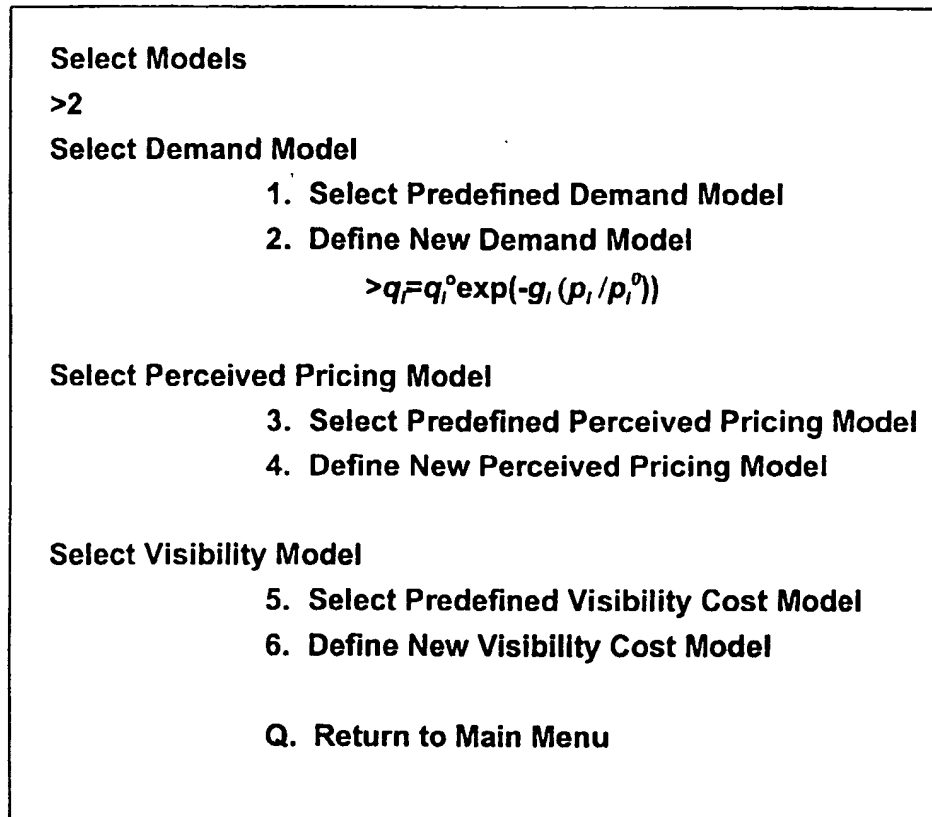 Select Models
>2
Select Demand Model
1. Select Predefined Demand Model
2. Define New Demand Model
>qᵢ=qᵢ⁰exp(-gᵢ (pᵢ /pᵢ⁰))
Select Perceived Pricing Model
3. Select Predefined Perceived Pricing Model
4. Define New Perceived Pricing Model
Select Visibility Model
5. Select Predefined Visibility Cost Model
6. Define New Visibility Cost Model
Q. Return to Main Menu